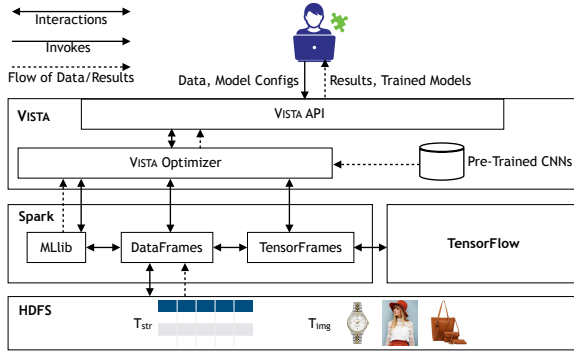 Interactions
Invokes
Flow of Data/Results
Data, Model Configs
Results, Trained Models
VISTA
VISTA API
VISTA Optimizer
Pre-Trained CNNs
Spark
MLlib
DataFrames
TensorFrames
TensorFlow
HDFS
Tstr
Timg